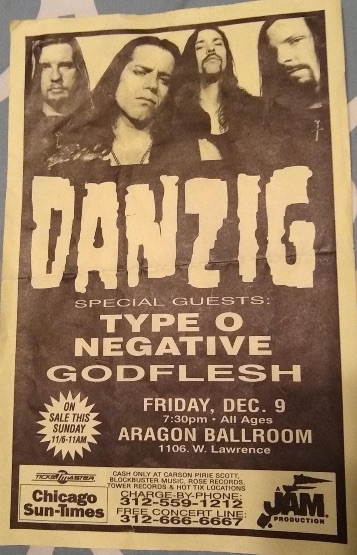 DANZIG
SPECIAL GUESTS:
TYPE O
NEGATIVE
GODFLESH
ON
SALE THIS
SUNDAY
11/6-11AM
FRIDAY, DEC. 9
7:30pm • All Ages
ARAGON BALLROOM
1106. W. Lawrence
TICKETMASTER
Chicago
Sun-Times
CASH ONLY AT CARSON PIRIE SCOTT,
BLOCKBUSTER MUSIC, ROSE RECORDS,
TOWER RECORDS & HOT TIX LOCATIONS
CHARGE-BY-PHONE:
312-559-1212
FREE CONCERT LINE:
312-666-6667
JAM
PRODUCTION